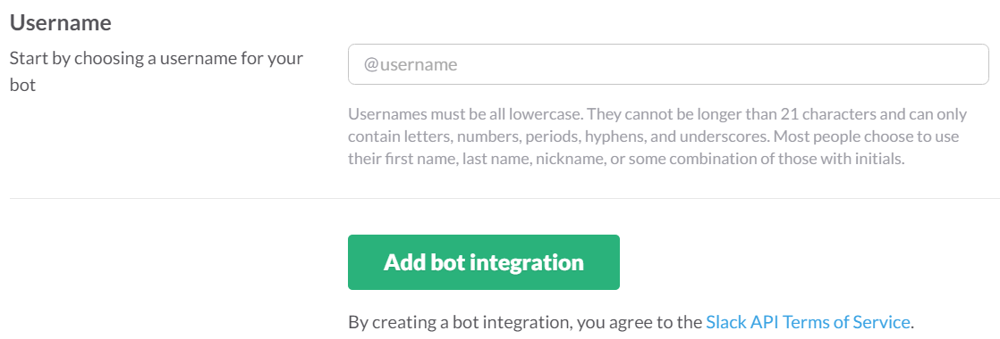 Username
Start by choosing a username for your
bot
@username
Usernames must be all lowercase. They cannot be longer than 21 characters and can only
contain letters, numbers, periods, hyphens, and underscores. Most people choose to use
their first name, last name, nickname, or some combination of those with initials.
Add bot integration
By creating a bot integration, you agree to the Slack API Terms of Service.